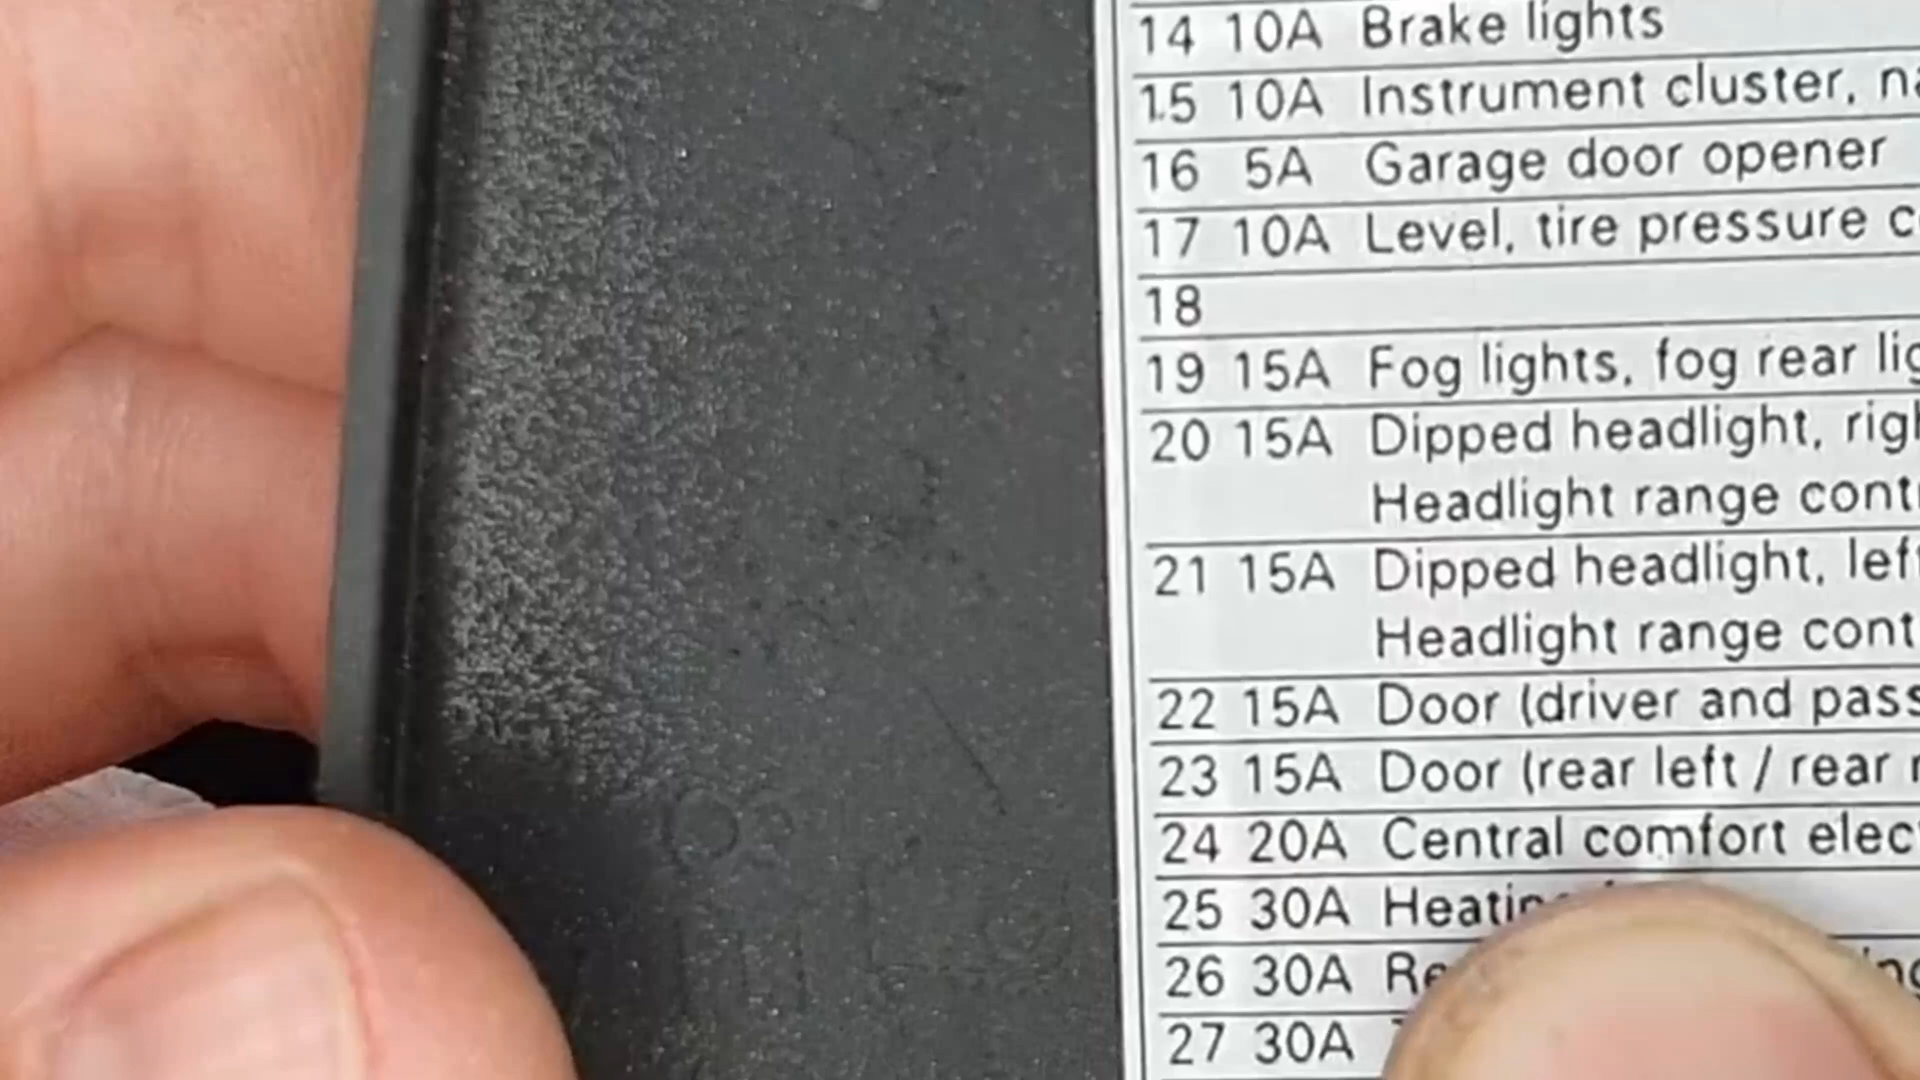 14 10A Brake lights
15 10A Instrument cluster,
16 5A Garage door opener
17 10A Level, tire pressure
18
19 15A Fog lights, fog rear
20 15A Dipped headlight,
Headlight range
21 15A Dipped headlight,
Headlight range
22 15A Door (driver and
23 15A Door (rear left / rear
24 20A Central comfort
25 30A
26 30A
27 30A